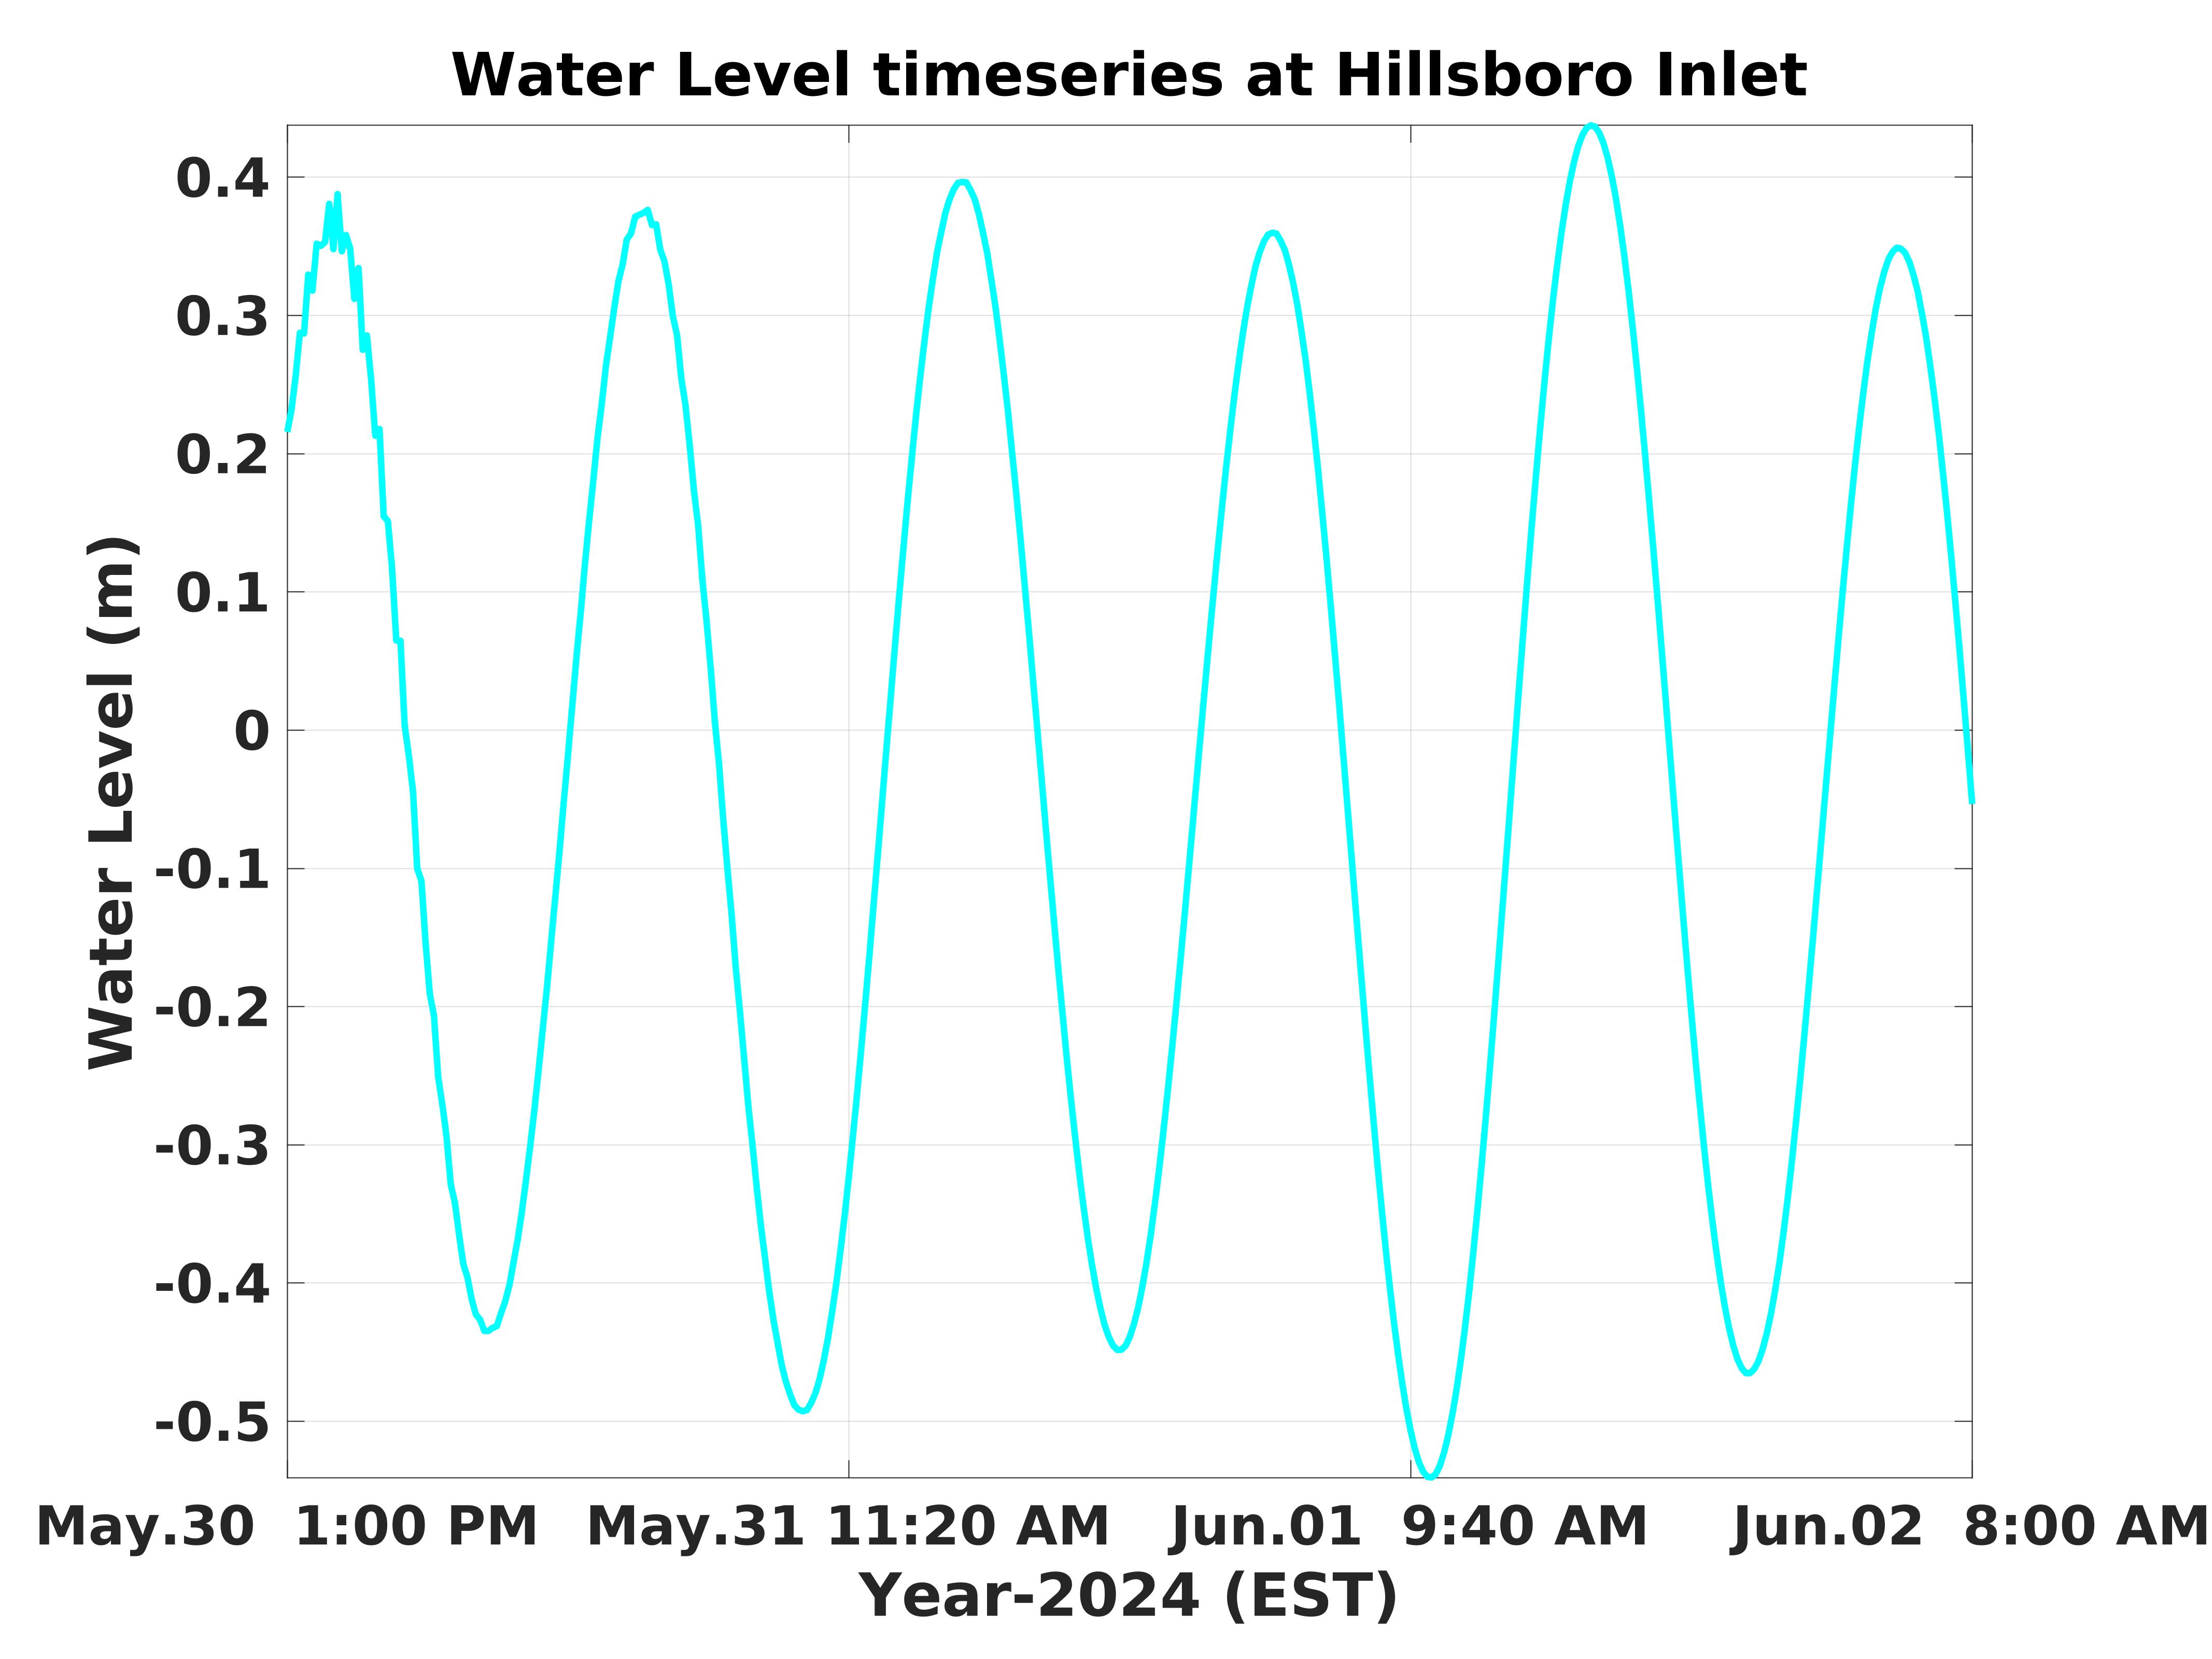 Water Level timeseries at Hillsboro Inlet
0.4
0.3
0.2
0.1
0
-0.1
-0.2
-0.3
-0.4
-0.5
Water Level (m)
May.30 1:00 PM May.31 11:20 AM Jun.01 9:40 AM Jun.02 8:00 AM
Year-2024 (EST)